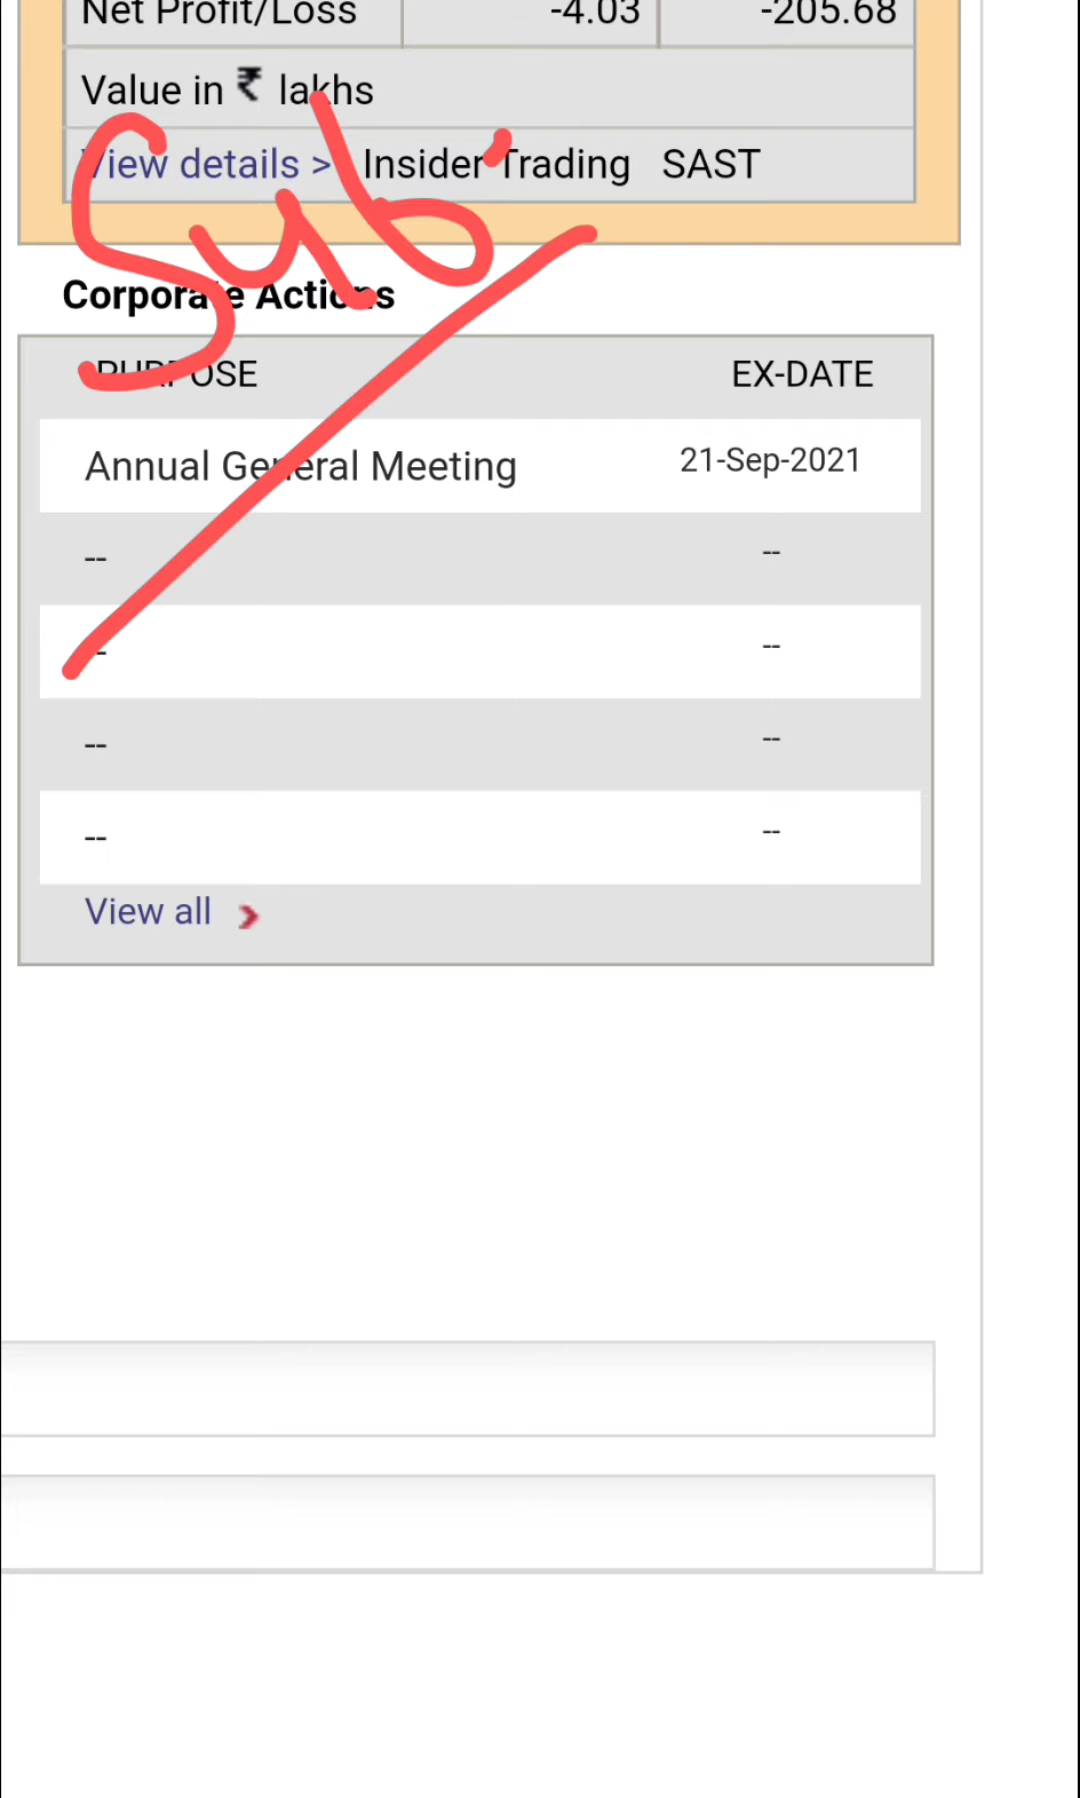 Net Profit/Loss -4.03 -205.68
Value in ₹ lakhs
View details > Insider Trading SAST
Corporate Actions
PURPOSE EX-DATE
Annual General Meeting 21-Sep-2021
-- --
-- --
-- --
-- --
View all